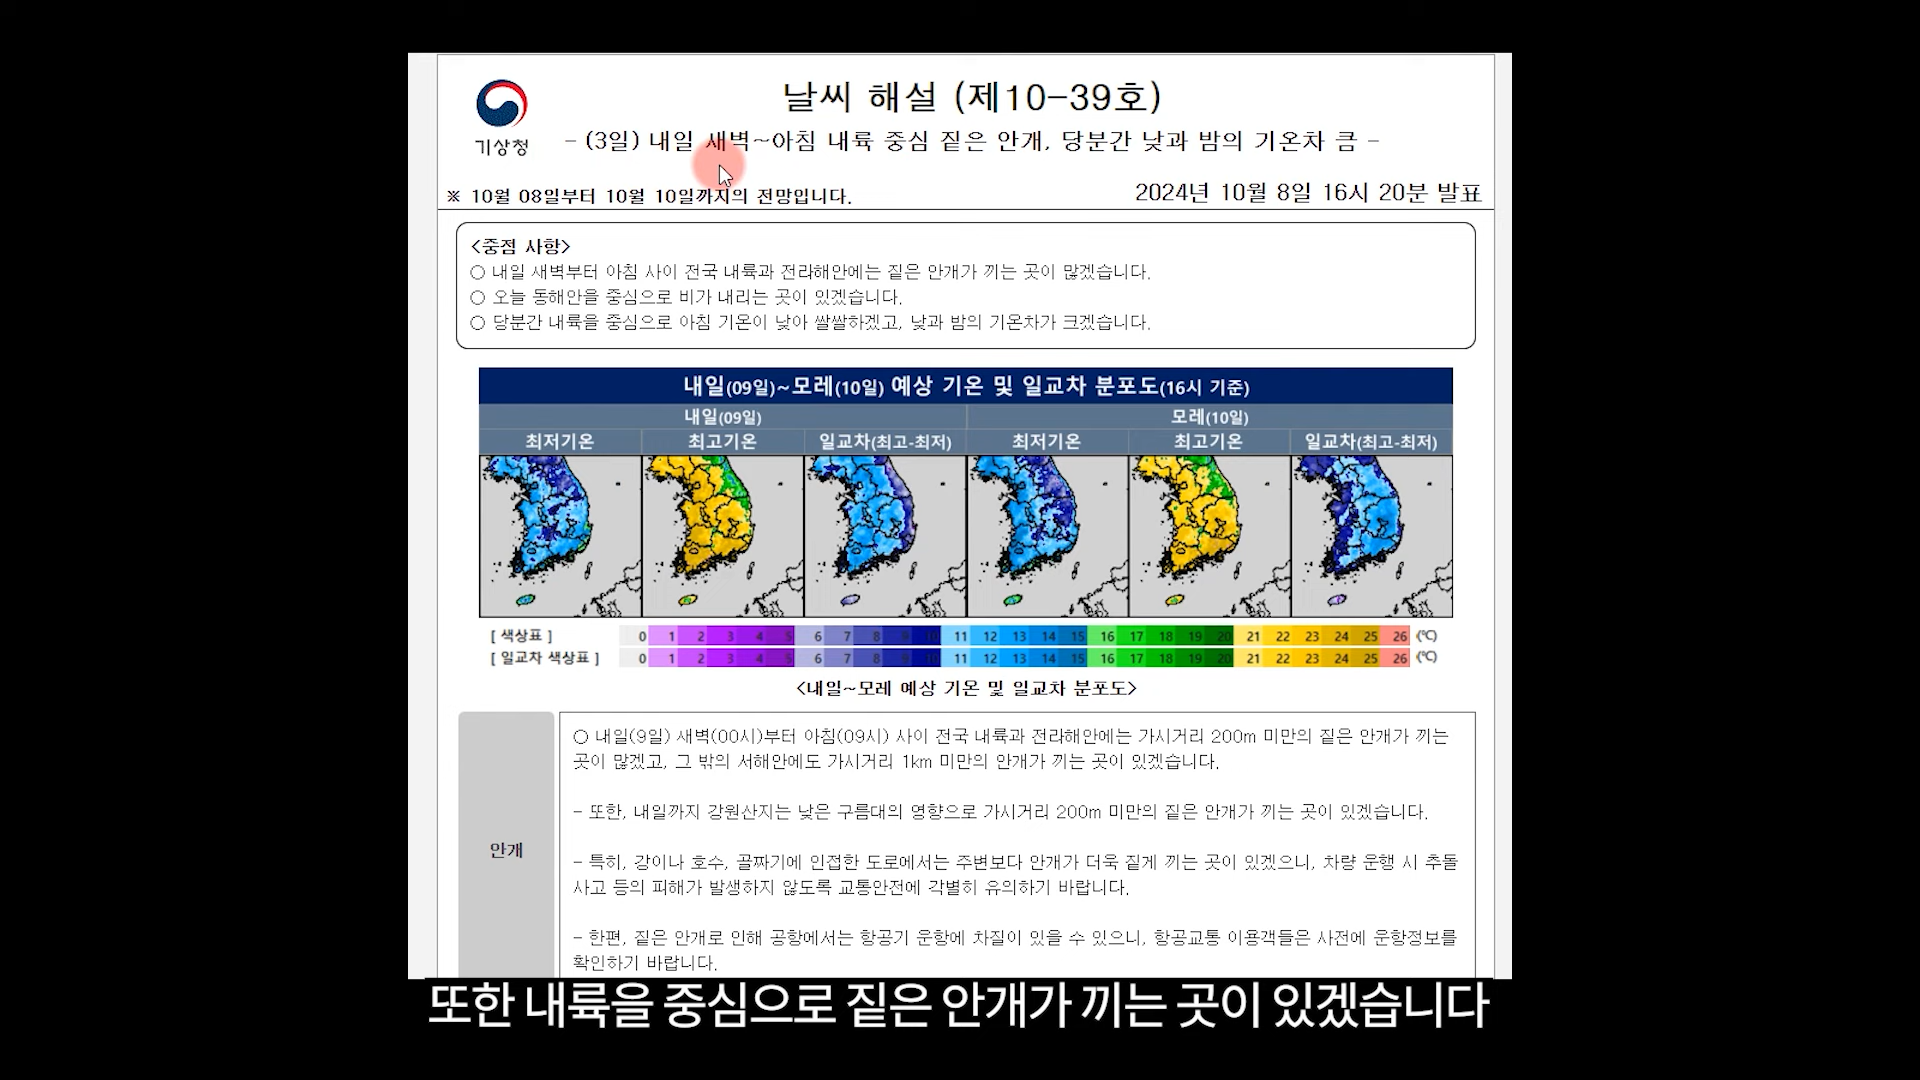 기상청
날씨 해설 (제10-39호)
- (3일) 내일 새벽~아침 내륙 중심 짙은 안개, 당분간 낮과 밤의 기온차 큼 -
※ 10월 08일부터 10월 10일까지의 전망입니다.
2024년 10월 8일 16시 20분 발표
<중점 사항>
○ 내일 새벽부터 아침 사이 전국 내륙과 전라해안에는 짙은 안개가 끼는 곳이 많겠습니다.
○ 오늘 동해안을 중심으로 비가 내리는 곳이 있겠습니다.
○ 당분간 내륙을 중심으로 아침 기온이 낮아 쌀쌀하겠고, 낮과 밤의 기온차가 크겠습니다.
내일(09일)~모레(10일) 예상 기온 및 일교차 분포도(16시 기준)
내일(09일) 모레(10일)
최저기온 최고기온 일교차(최고-최저) 최저기온 최고기온 일교차(최고-최저)
[ 색상표 ] 0 1 2 3 4 5 6 7 8 9 10 11 12 13 14 15 16 17 18 19 20 21 22 23 24 25 26 (℃)
[ 일교차 색상표 ] 0 1 2 3 4 5 6 7 8 9 10 11 12 13 14 15 16 17 18 19 20 21 22 23 24 25 26 (℃)
<내일~모레 예상 기온 및 일교차 분포도>
안개
○ 내일(9일) 새벽(00시)부터 아침(09시) 사이 전국 내륙과 전라해안에는 가시거리 200m 미만의 짙은 안개가 끼는
곳이 많겠고, 그 밖의 서해안에도 가시거리 1km 미만의 안개가 끼는 곳이 있겠습니다.
- 또한, 내일까지 강원산지는 낮은 구름대의 영향으로 가시거리 200m 미만의 짙은 안개가 끼는 곳이 있겠습니다.
- 특히, 강이나 호수, 골짜기에 인접한 도로에서는 주변보다 안개가 더욱 짙게 끼는 곳이 있겠으니, 차량 운행 시 추돌
사고 등의 피해가 발생하지 않도록 교통안전에 각별히 유의하기 바랍니다.
- 한편, 짙은 안개로 인해 공항에서는 항공기 운항에 차질이 있을 수 있으니, 항공교통 이용객들은 사전에 운항정보를
확인하기 바랍니다.
또한 내륙을 중심으로 짙은 안개가 끼는 곳이 있겠습니다